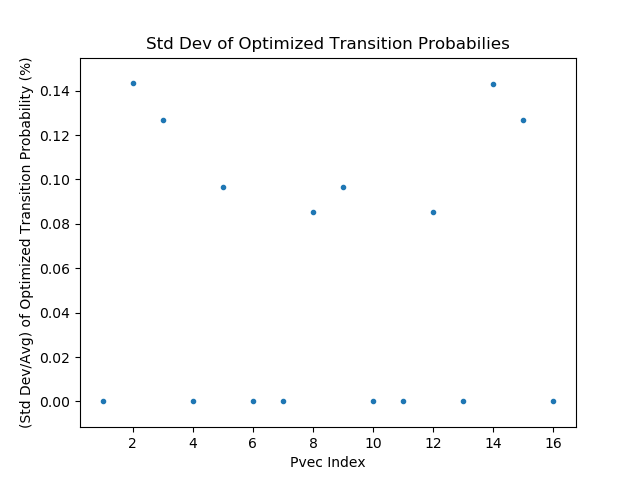 Std Dev of Optimized Transition Probabilies
(Std Dev/Avg) of Optimized Transition Probability (%)
0.14
0.12
0.10
0.08
0.06
0.04
0.02
0.00
2 4 6 8 10 12 14 16
Pvec Index